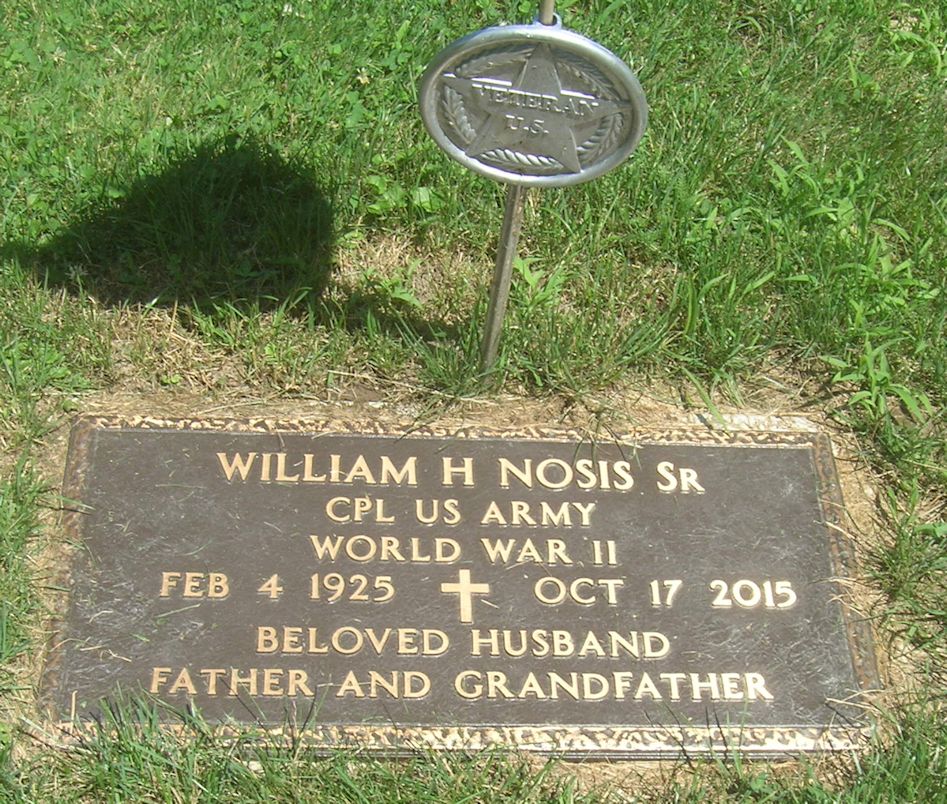 VETERAN
U.S.
WILLIAM H NOSIS SR
CPL US ARMY
WORLD WAR II
FEB 4 1925 OCT 17 2015
BELOVED HUSBAND
FATHER AND GRANDFATHER